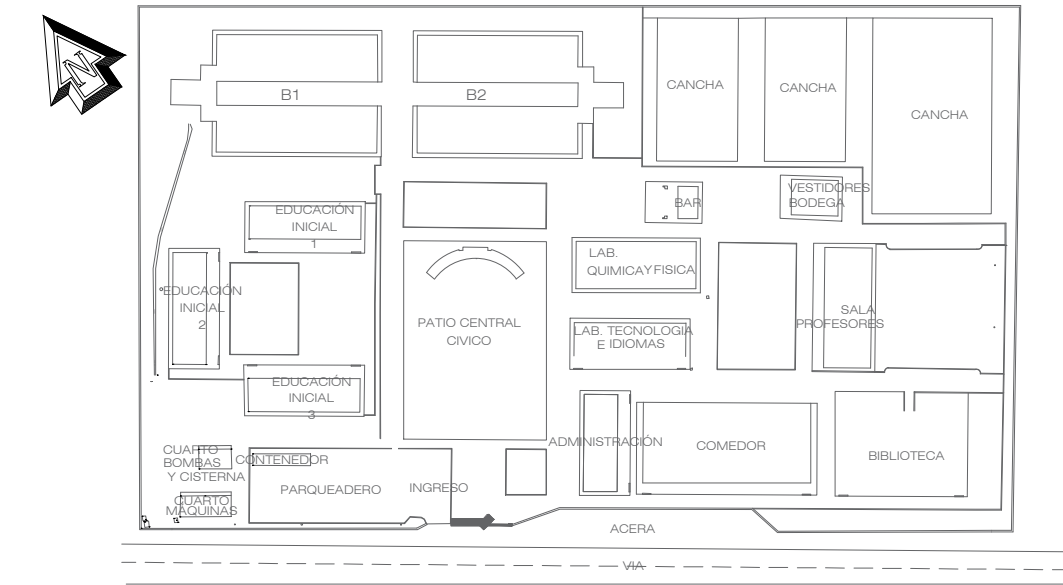 N
B1
B2
CANCHA
CANCHA
CANCHA
EDUCACIÓN
INICIAL
1
BAR
VESTIDORES
BODEGA
LAB.
QUIMICA Y FISICA
EDUCACIÓN
INICIAL
2
PATIO CENTRAL
CIVICO
LAB. TECNOLOGIA
E IDIOMAS
SALA
PROFESORES
EDUCACIÓN
INICIAL
3
ADMINISTRACIÓN
COMEDOR
BIBLIOTECA
CUARTO
BOMBAS
Y CISTERNA
CONTENEDOR
PARQUEADERO
INGRESO
CUARTO
MAQUINAS
ACERA
VIA